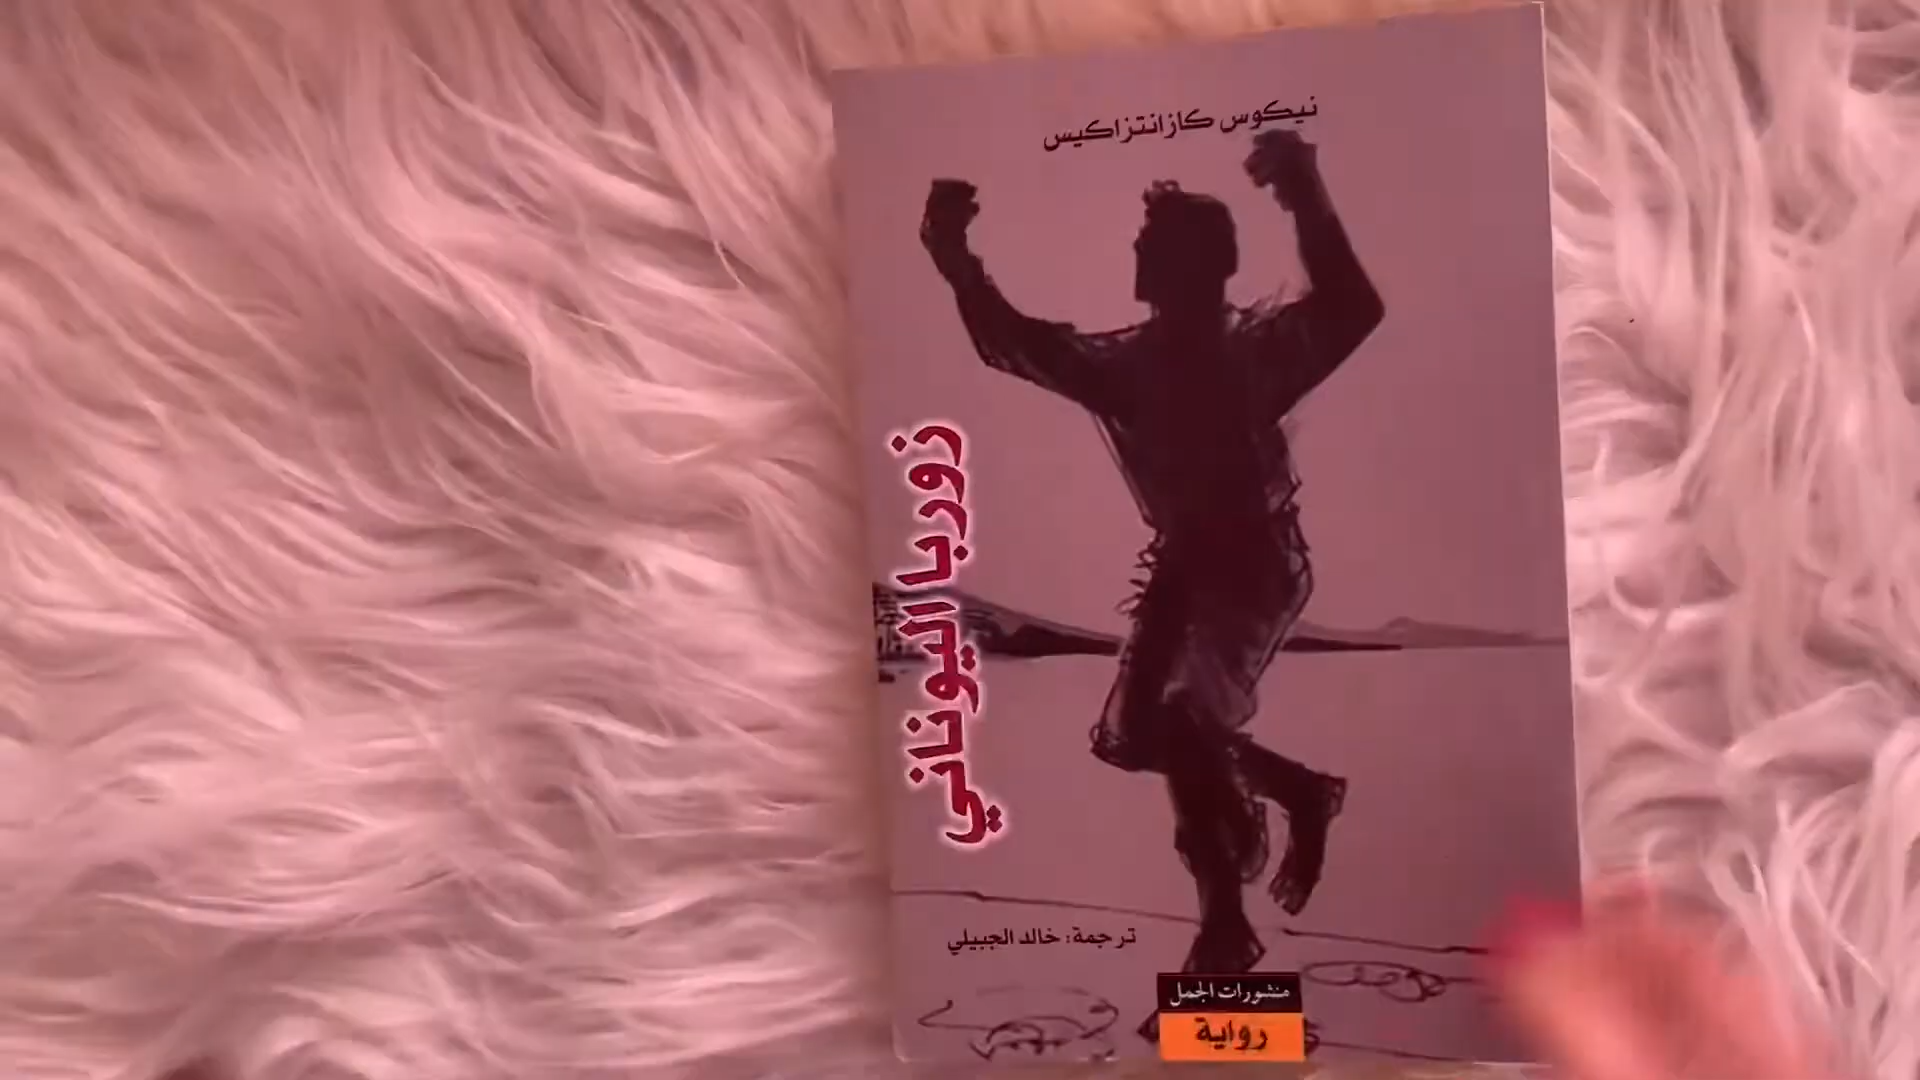 نيكوس كازانتزاكيس
زوربا اليوناني
ترجمة: خالد الجبيلي
منشورات الجمل
رواية